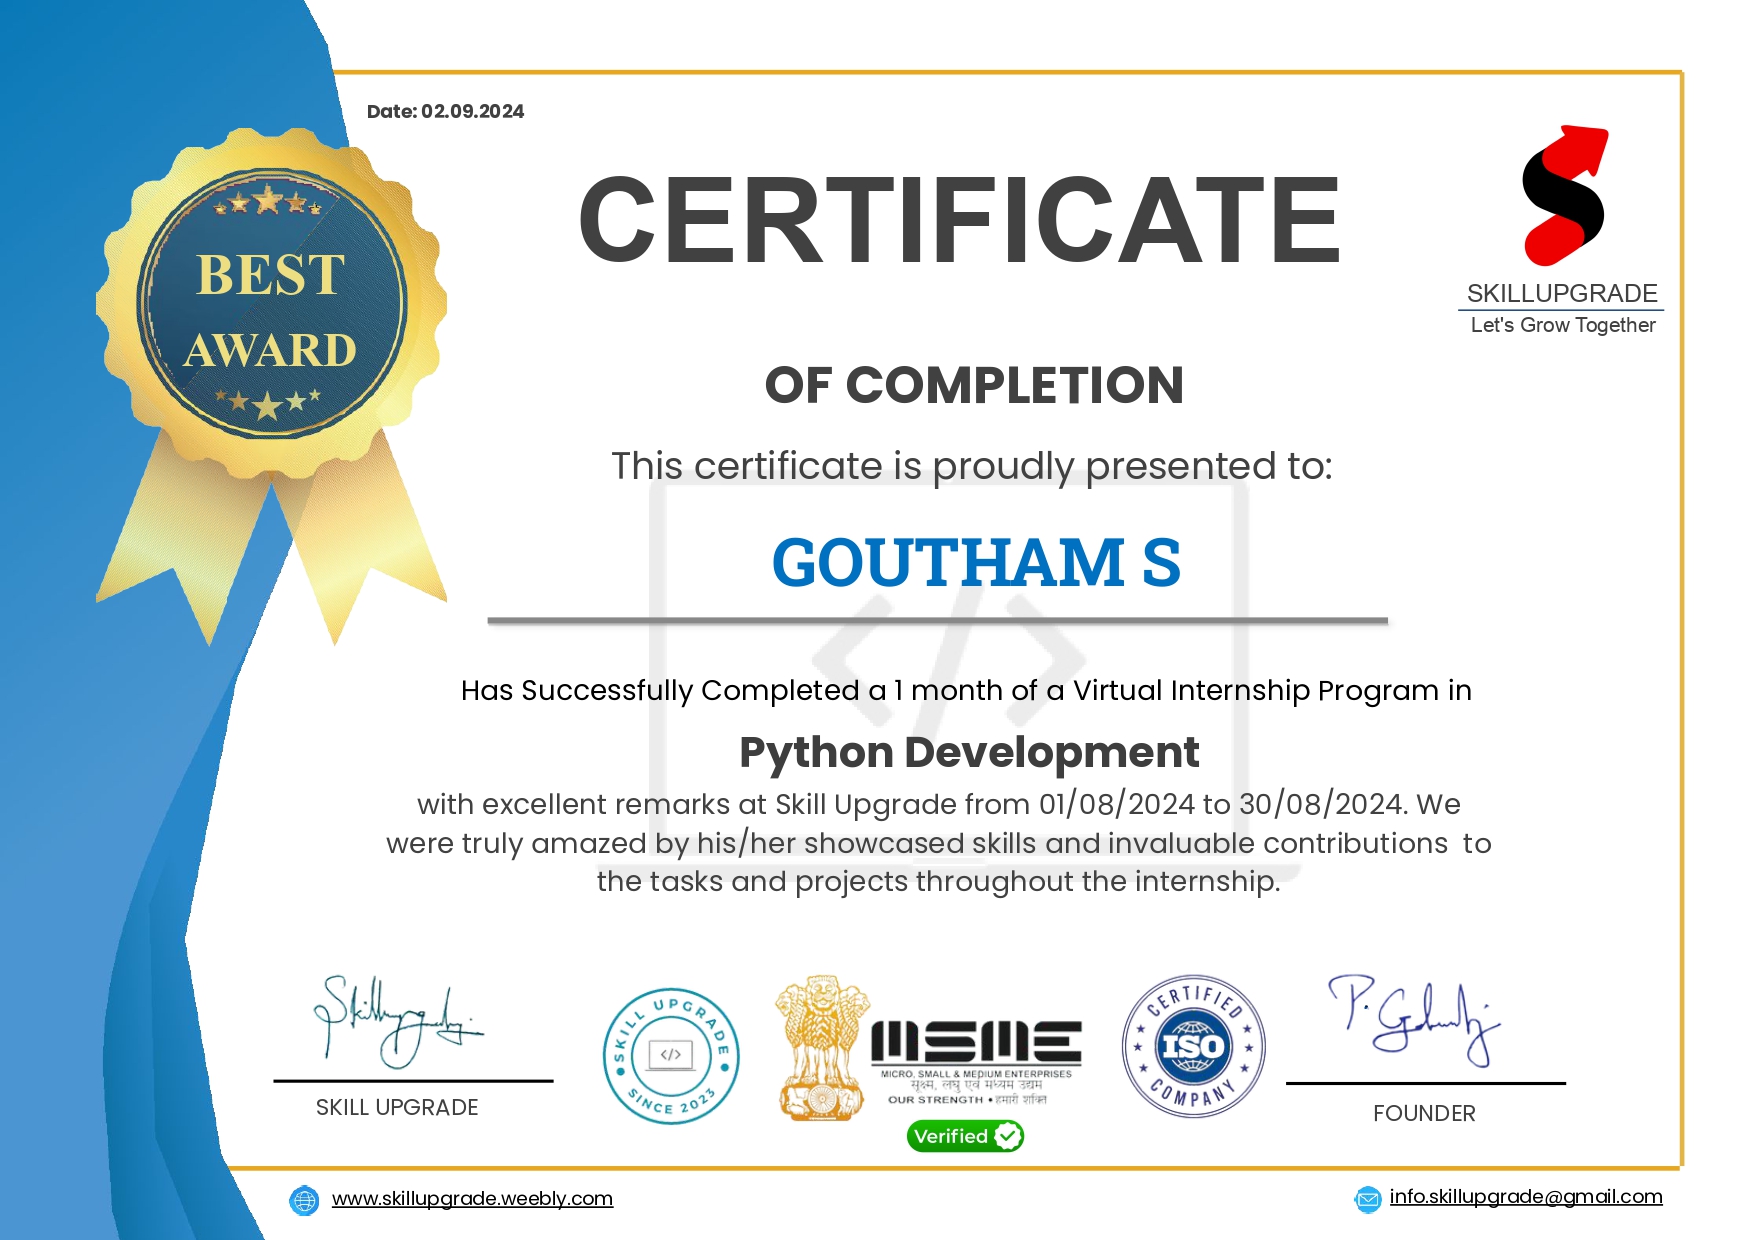 Date: 02.09.2024
BEST
AWARD
CERTIFICATE
SKILLUPGRADE
Let's Grow Together
OF COMPLETION
This certificate is proudly presented to:
GOUTHAM S
Has Successfully Completed a 1 month of a Virtual Internship Program in
Python Development
with excellent remarks at Skill Upgrade from 01/08/2024 to 30/08/2024. We
were truly amazed by his/her showcased skills and invaluable contributions to
the tasks and projects throughout the internship.
Skillupgrade
SKILL UPGRADE
SKILL UPGRADE
</>
SINCE 2023
MSME
MICRO, SMALL & MEDIUM ENTERPRISES
सूक्ष्म, लघु एवं मध्यम उद्यम
OUR STRENGTH • हमारी शक्ति
Verified
CERTIFIED
ISO
COMPANY
FOUNDER
www.skillupgrade.weebly.com
info.skillupgrade@gmail.com